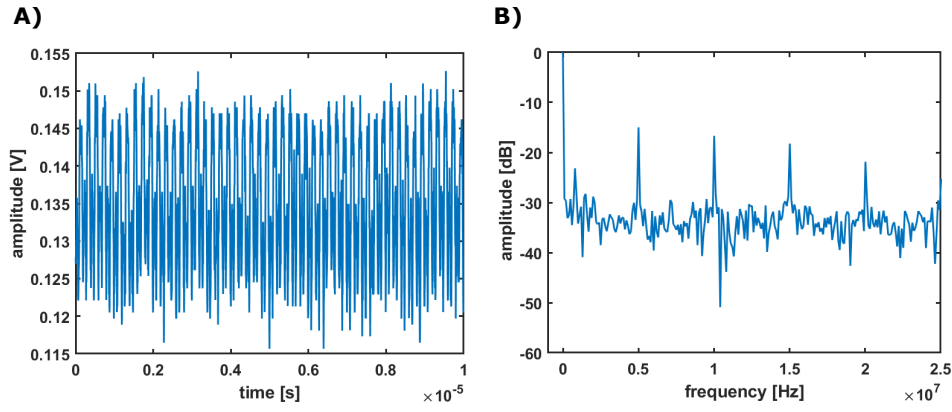 A)
0.155
0.15
0.145
0.14
0.135
0.13
0.125
0.12
0.115
0 0.2 0.4 0.6 0.8 1
time [s]
×10⁻⁵
amplitude [V]
B)
0
-10
-20
-30
-40
-50
-60
0 0.5 1 1.5 2 2.5
frequency [Hz]
×10⁷
amplitude [dB]